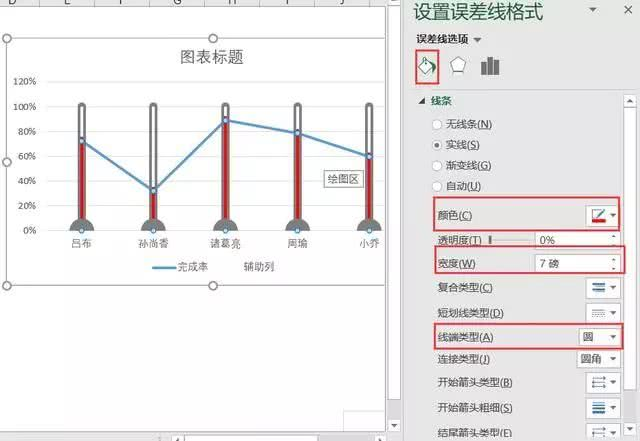 D E F G H I J
图表标题
120%
100%
80%
60%
40%
20%
0%
绘图区
吕布 孙尚香 诸葛亮 周瑜 小乔
完成率 辅助列
设置误差线格式
误差线选项
线条
无线条(N)
实线(S)
渐变线(G)
自动(U)
颜色(C)
透明度(T) 0%
宽度(W) 7 磅
复合类型(C)
短划线类型(D)
线端类型(A) 圆
连接类型(J) 圆角
开始箭头类型(B)
开始箭头粗细(S)
结尾箭头类型(E)